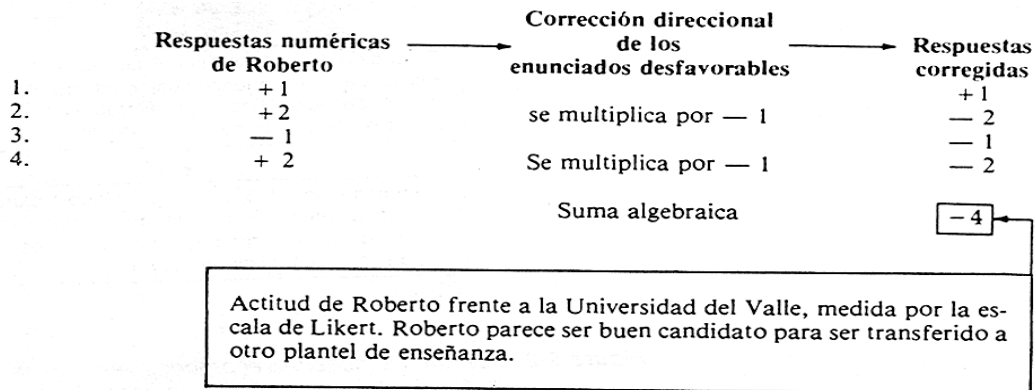 Respuestas numéricas de Roberto
Corrección direccional de los enunciados desfavorables
Respuestas corregidas
1. +1 +1
2. +2 se multiplica por — 1 — 2
3. — 1 — 1
4. + 2 Se multiplica por — 1 — 2
Suma algebraica - 4
Actitud de Roberto frente a la Universidad del Valle, medida por la es-
cala de Likert. Roberto parece ser buen candidato para ser transferido a
otro plantel de enseñanza.